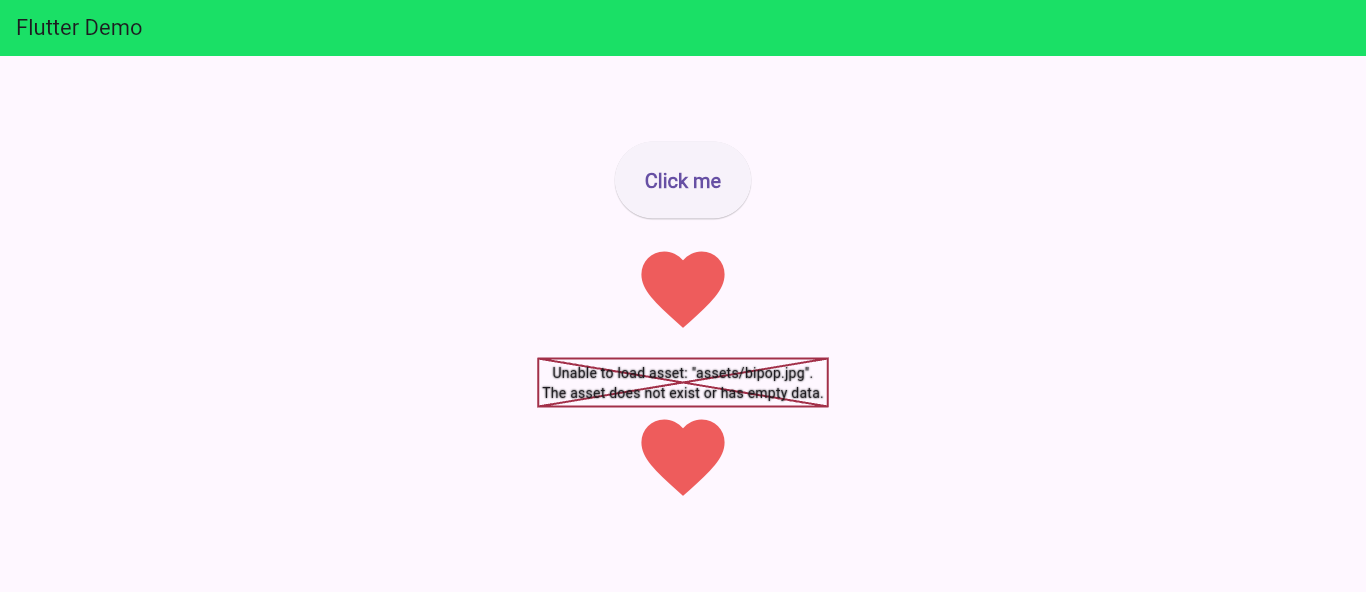 Flutter Demo
Click me
Unable to load asset: "assets/bipop.jpg".
The asset does not exist or has empty data.